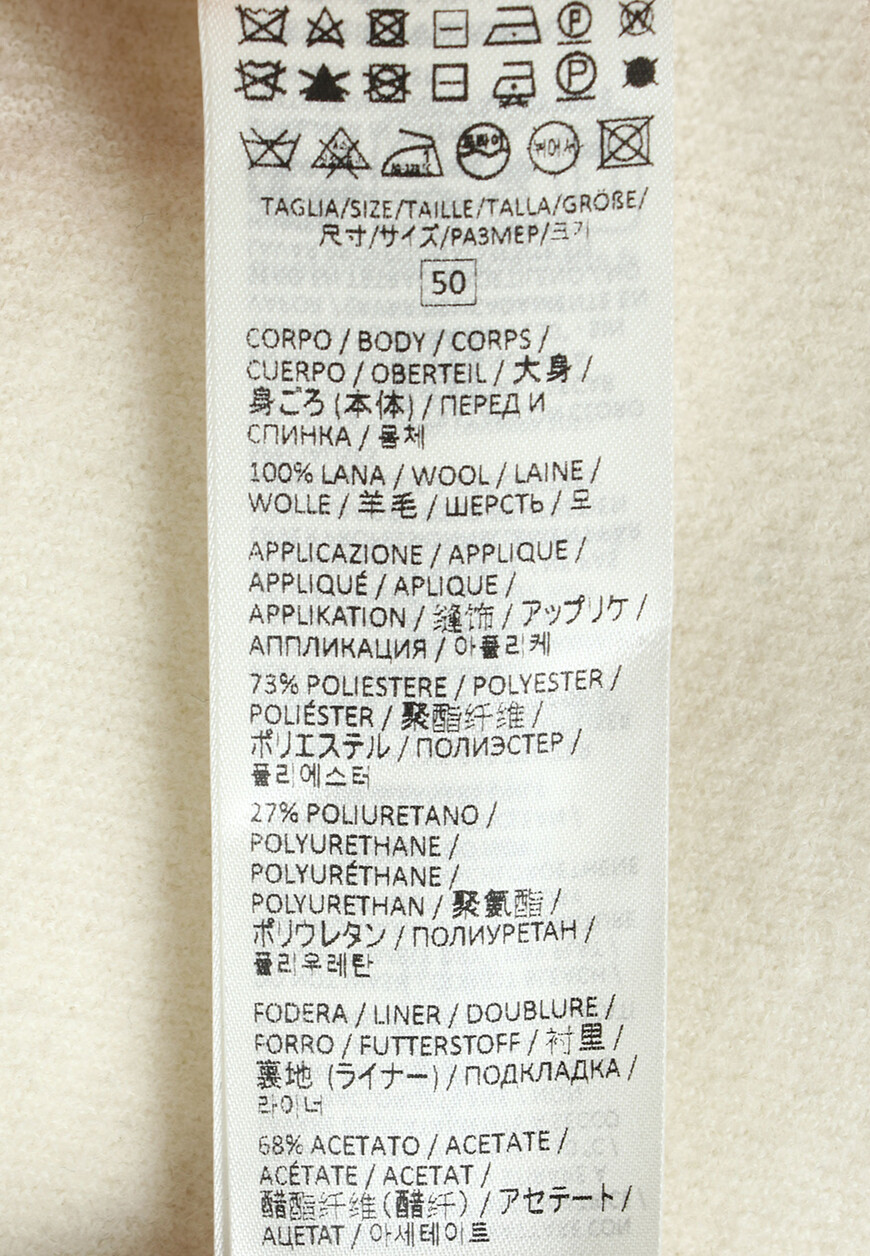 TAGLIA/SIZE/TAILLE/TALLA/GRÖßE/
尺寸/サイズ/РАЗМЕР/크기
50
CORPO / BODY / CORPS /
CUERPO / OBERTEIL / 大身 /
身ごろ (本体) / ПЕРЕД И
СПИНКА / 몸체
100% LANA / WOOL / LAINE /
WOLLE / 羊毛 / ШЕРСТЬ / 모
APPLICAZIONE / APPLIQUE /
APPLIQUÉ / APLIQUE /
APPLIKATION / 缝饰 / アップリケ /
АППЛИКАЦИЯ / 아플리케
73% POLIESTERE / POLYESTER /
POLIÉSTER / 聚酯纤维 /
ポリエステル / ПОЛИЭСТЕР /
폴리에스터
27% POLIURETANO /
POLYURETHANE /
POLYURÉTHANE /
POLYURETHAN / 聚氨酯 /
ポリウレタン / ПОЛИУРЕТАН /
폴리우레탄
FODERA / LINER / DOUBLURE /
FORRO / FUTTERSTOFF / 衬里 /
裏地 (ライナー) / ПОДКЛАДКА /
라이너
68% ACETATO / ACETATE /
ACÉTATE / ACETAT /
醋酯纤维(醋纤) / アセテート /
АЦЕТАТ / 아세테이트